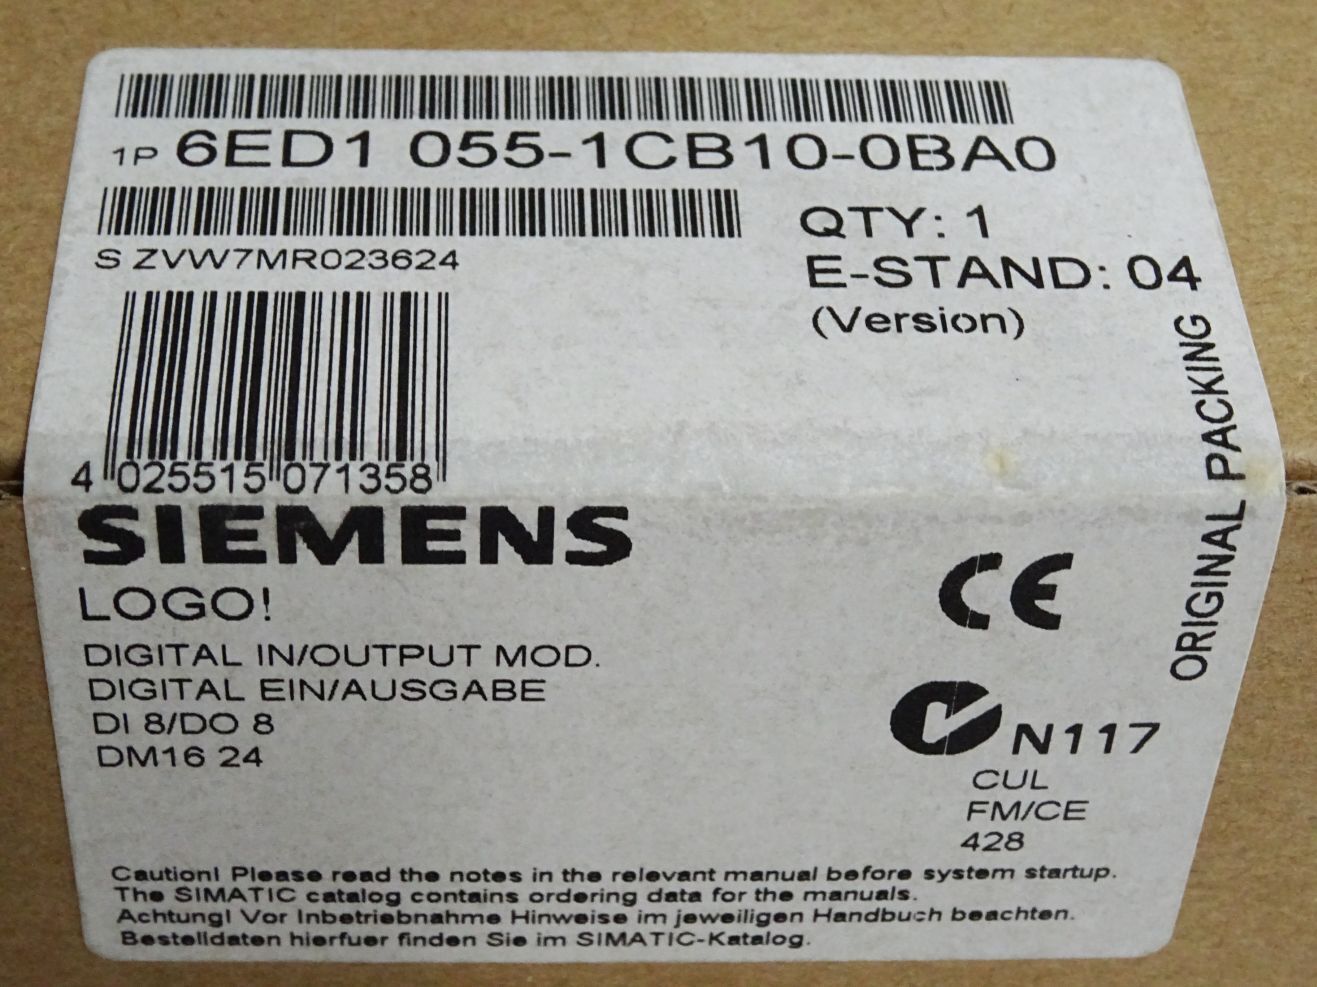 1P 6ED1 055-1CB10-0BA0
S ZVW7MR023624
QTY: 1
E-STAND: 04
(Version)
4 025515 071358
ORIGINAL PACKING
SIEMENS
LOGO!
DIGITAL IN/OUTPUT MOD.
DIGITAL EIN/AUSGABE
DI 8/DO 8
DM16 24
CE
N117
CUL
FM/CE
428
Caution! Please read the notes in the relevant manual before system startup.
The SIMATIC catalog contains ordering data for the manuals.
Achtung! Vor Inbetriebnahme Hinweise im jeweiligen Handbuch beachten.
Bestelldaten hierfuer finden Sie im SIMATIC-Katalog.